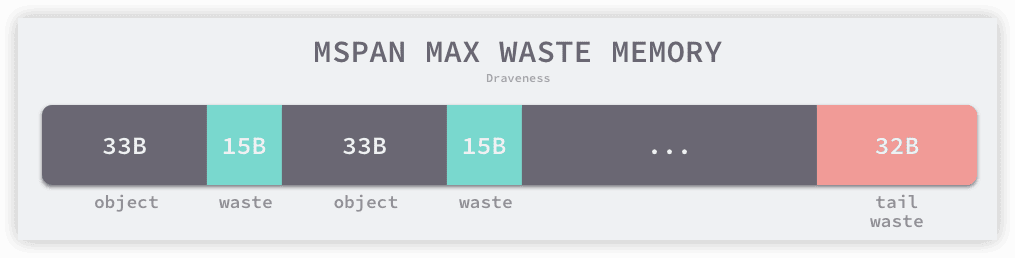 MSPAN MAX WASTE MEMORY
Draveness
33B 15B 33B 15B ... 32B
object waste object waste tail
waste